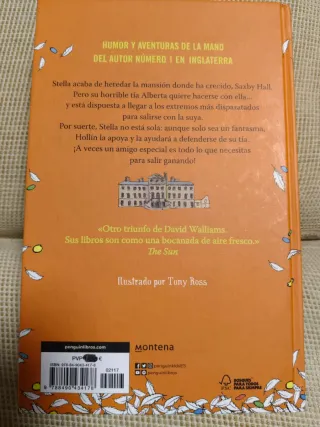 HUMOR Y AVENTURAS DE LA MANO
DEL AUTOR NÚMERO 1 EN INGLATERRA
Stella acaba de heredar la mansión donde ha crecido, Saxby Hall.
Pero su horrible tía Alberta quiere hacerse con ella...
y está dispuesta a llegar a los extremos más disparatados
para salirse con la suya.
Por suerte, Stella no está sola: aunque solo sea un fantasma,
Hollín la apoya y la ayudará a defenderse de su tía.
¡A veces un amigo especial es todo lo que necesitas
para salir ganando!
«Otro triunfo de David Walliams.
Sus libros son como una bocanada de aire fresco.»
The Sun
Ilustrado por Tony Ross
penguinlibros.com
PVP €
02117
montena
penguinkids
penguinlibros
FSC